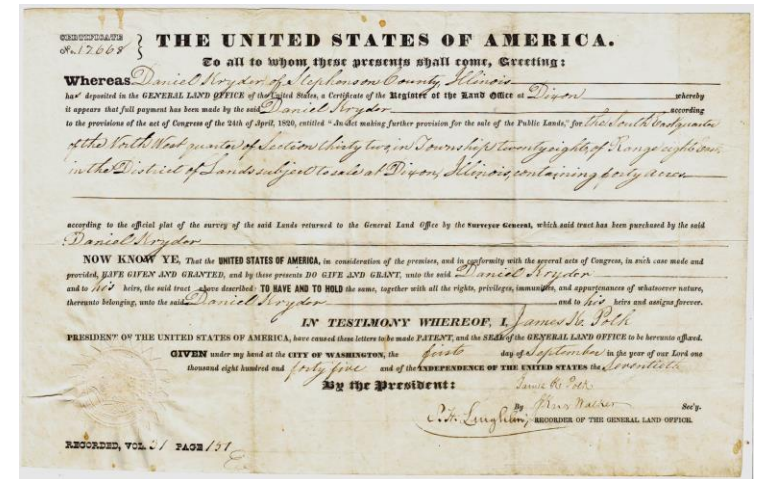 CERTIFICATE
No. 12668
THE UNITED STATES OF AMERICA.
To all to whom these presents shall come, Greeting:
Whereas Daniel Kryder, of Stephenson County, Illinois
has deposited in the GENERAL LAND OFFICE of the United States, a Certificate of the Register of the Land Office at Dixon whereby
it appears that full payment has been made by the said Daniel Kryder according
to the provisions of the act of Congress of the 24th of April, 1820, entitled "An Act making further provision for the sale of the Public Lands," for the South East quarter
of the North West quarter of Section thirty two, in Township twenty eight, of Range eight East,
in the District of Lands subject to sale at Dixon, Illinois, containing forty acres
according to the official plat of the survey of the said Lands returned to the General Land Office by the Surveyor General, which said tract has been purchased by the said
Daniel Kryder
NOW KNOW YE, That the UNITED STATES OF AMERICA, in consideration of the premises, and in conformity with the several acts of Congress, in such case made and
provided, HAVE GIVEN AND GRANTED, and by these presents DO GIVE AND GRANT, unto the said Daniel Kryder
and to his heirs, the said tract above described: TO HAVE AND TO HOLD the same, together with all the rights, privileges, immunities, and appurtenances of whatsoever nature,
thereunto belonging, unto the said Daniel Kryder and to his heirs and assigns forever.
IN TESTIMONY WHEREOF, I, James K. Polk
PRESIDENT OF THE UNITED STATES OF AMERICA, have caused these letters to be made PATENT, and the SEAL of the GENERAL LAND OFFICE to be hereunto affixed.
GIVEN under my hand at the CITY OF WASHINGTON, the first day of September in the year of our Lord one
thousand eight hundred and forty five and of the INDEPENDENCE OF THE UNITED STATES the Seventieth
By the President: James K. Polk
By Knox Walker Sec'y.
S. H. Laughlin, RECORDER OF THE GENERAL LAND OFFICE.
RECORDED, VOL. 31 PAGE 151